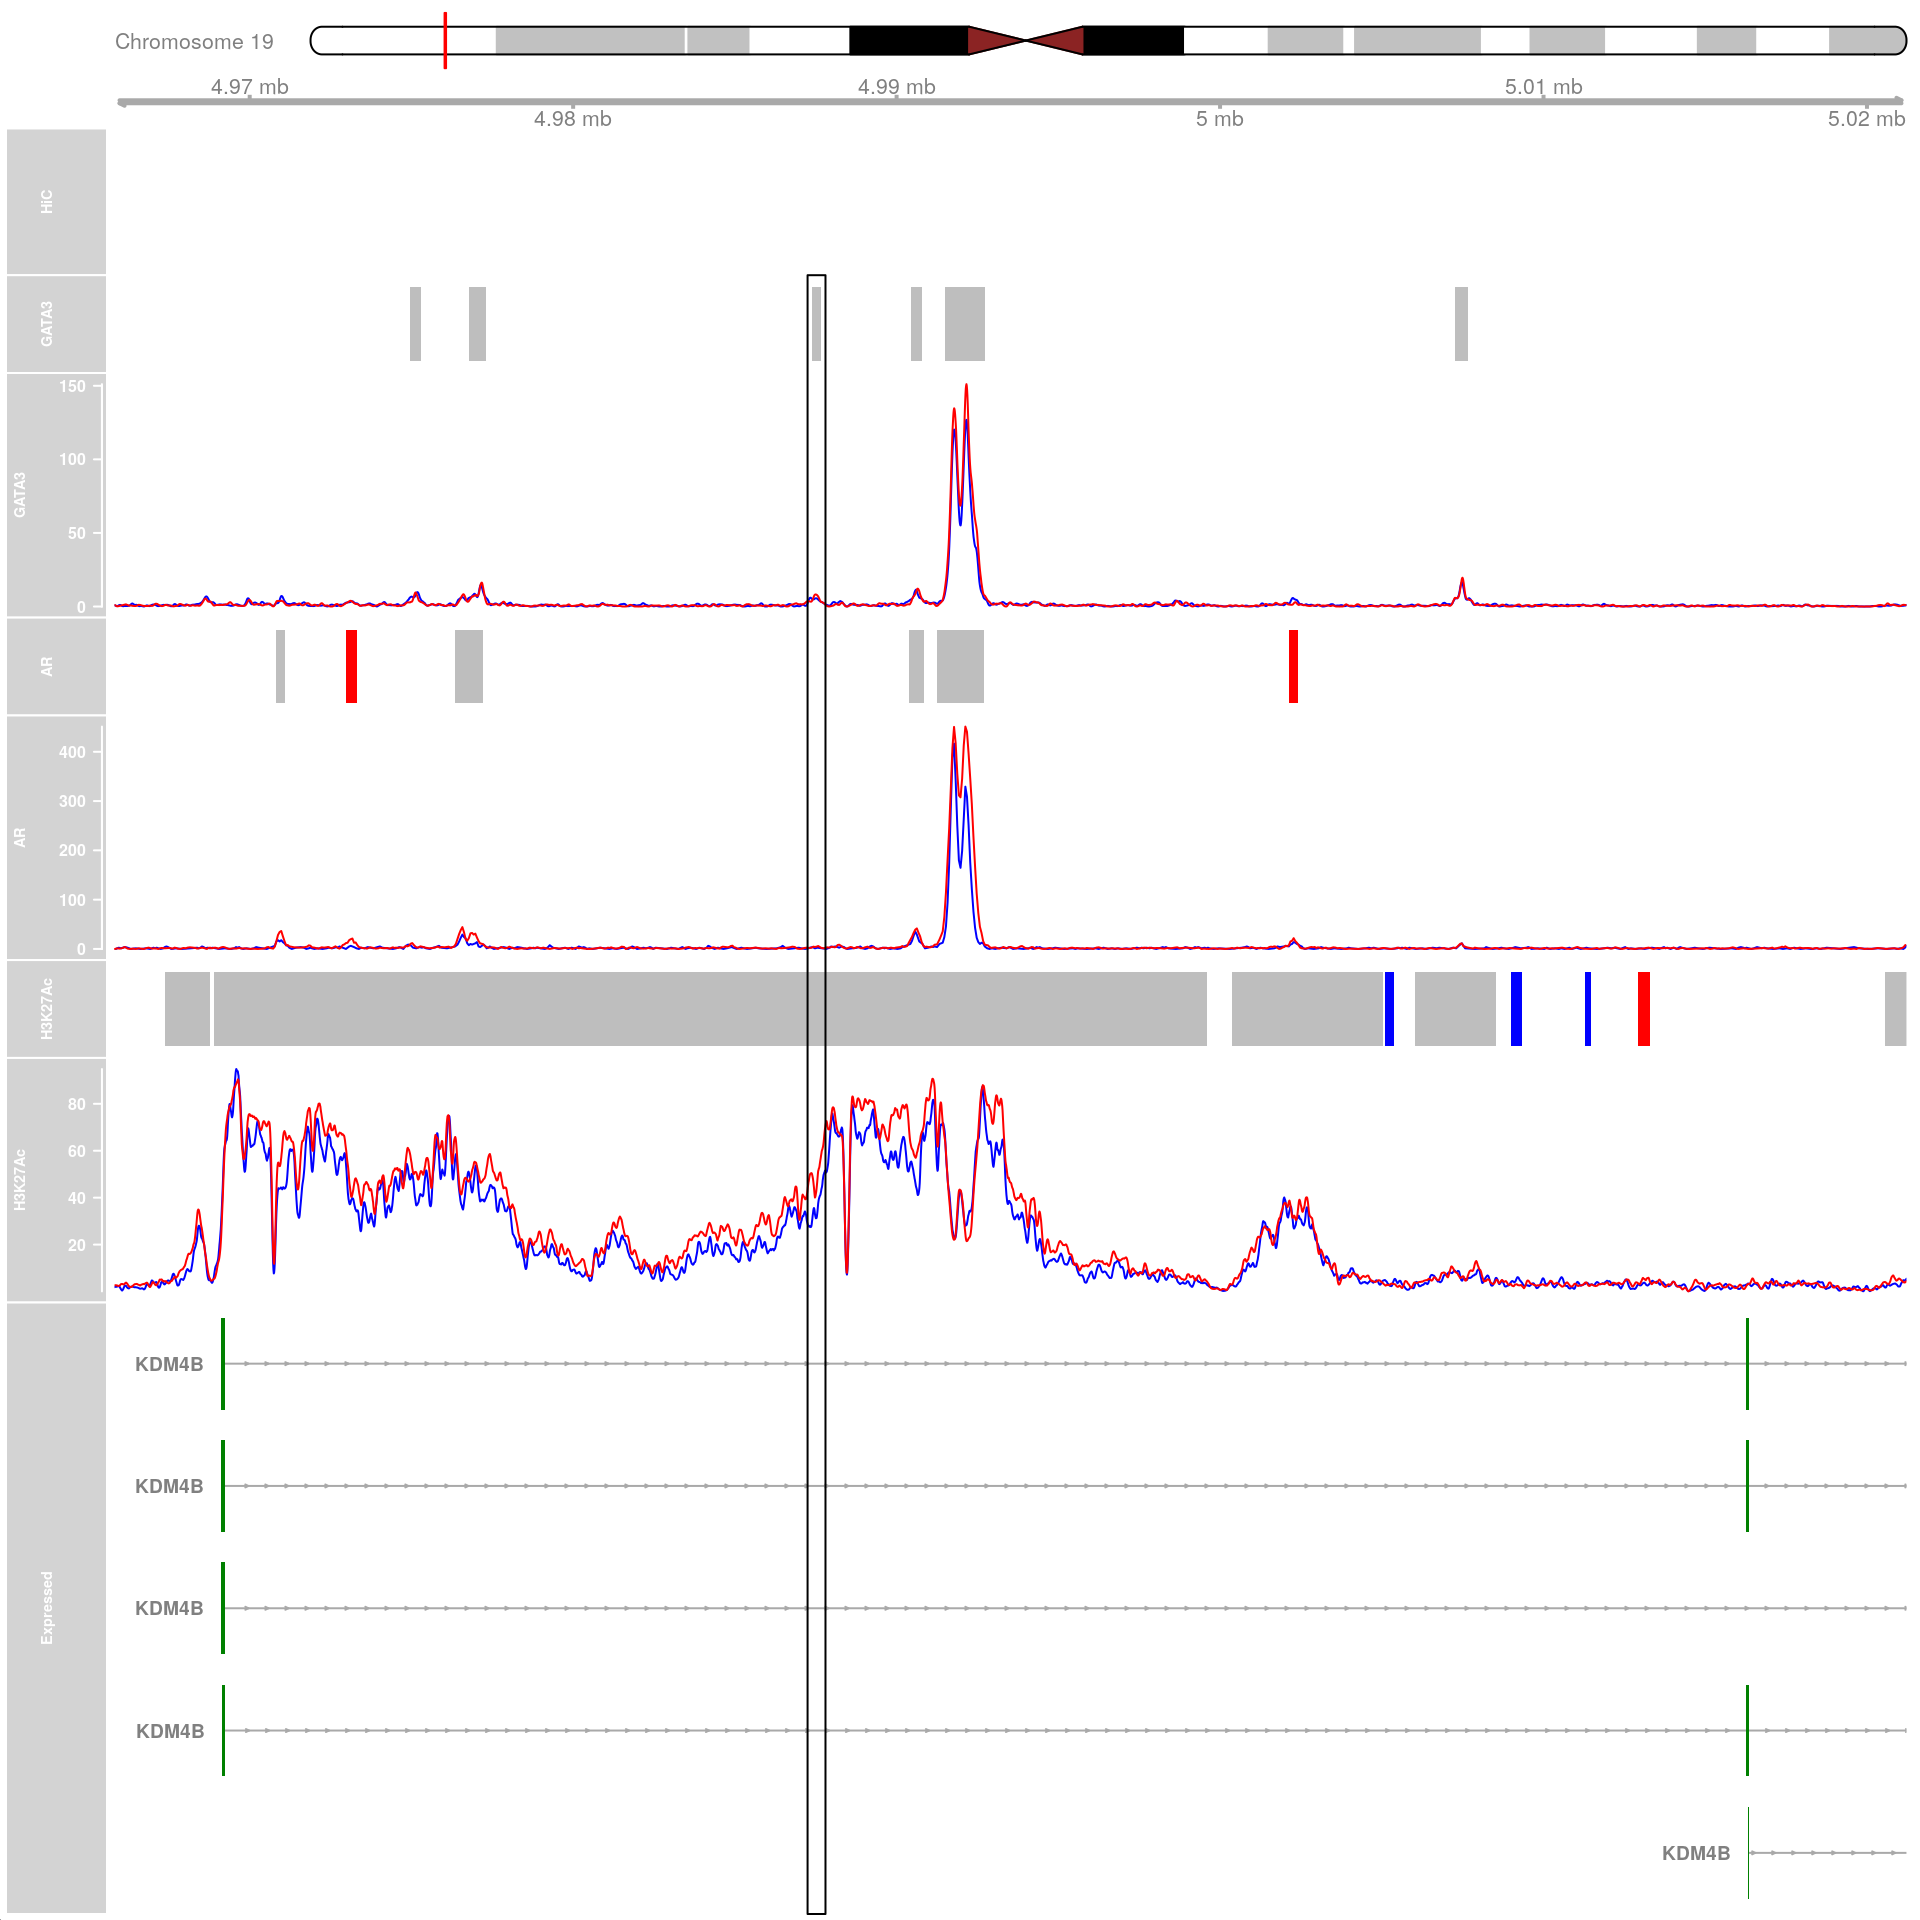 Chromosome 19
4.97 mb
4.99 mb
5.01 mb
4.98 mb
5 mb
5.02 mb
HiC
GATA3
GATA3
150
100
50
0
AR
AR
400
300
200
100
0
H3K27Ac
H3K27Ac
80
60
40
20
Expressed
KDM4B
KDM4B
KDM4B
KDM4B
KDM4B